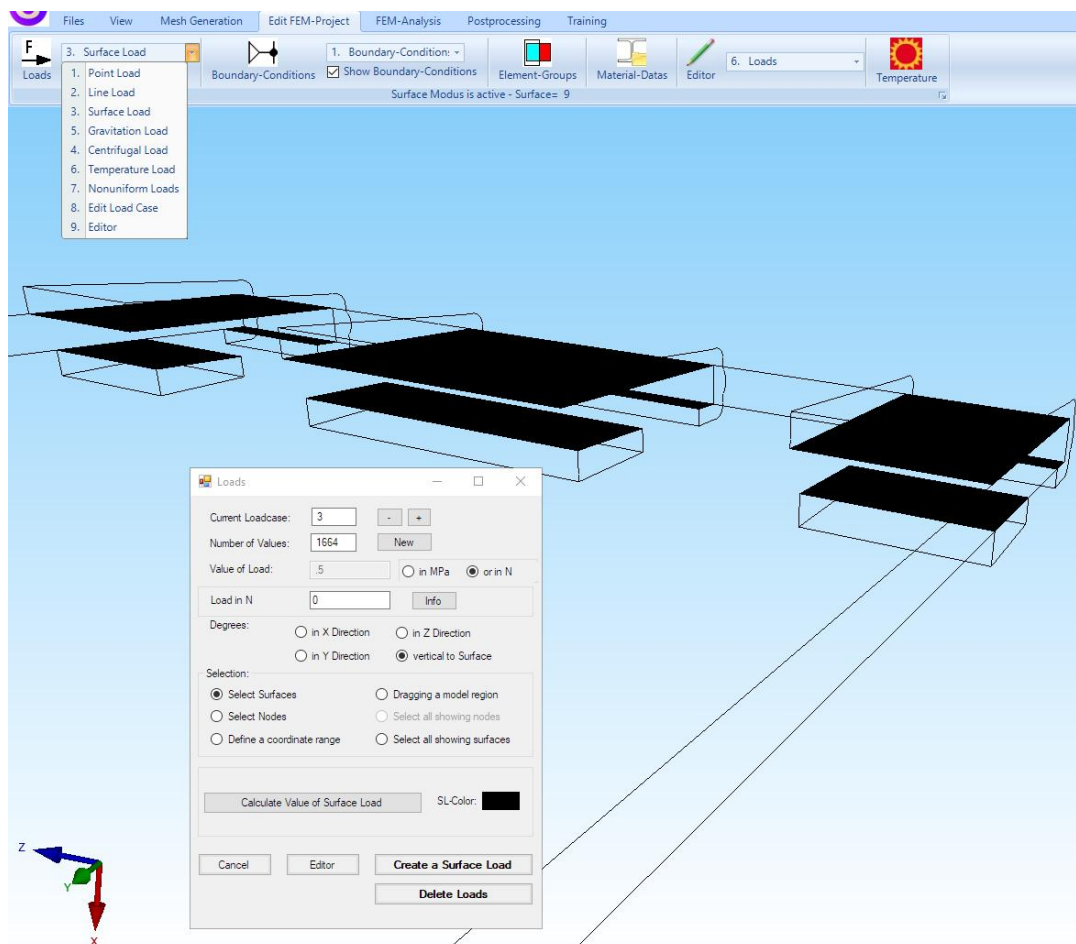 Files View Mesh Generation Edit FEM-Project FEM-Analysis Postprocessing Training
F
3. Surface Load
1. Boundary-Condition:
Show Boundary-Conditions
6. Loads
Loads Boundary-Conditions Element-Groups Material-Datas Editor Temperature
Surface Modus is active - Surface= 9
1. Point Load
2. Line Load
3. Surface Load
5. Gravitation Load
4. Centrifugal Load
6. Temperature Load
7. Nonuniform Loads
8. Edit Load Case
9. Editor
Loads
Current Loadcase: 3 - +
Number of Values: 1664 New
Value of Load: .5 in MPa or in N
Load in N 0 Info
Degrees:
in X Direction in Z Direction
in Y Direction vertical to Surface
Selection:
Select Surfaces Dragging a model region
Select Nodes Select all showing nodes
Define a coordinate range Select all showing surfaces
Calculate Value of Surface Load SL-Color:
Cancel Editor Create a Surface Load
Delete Loads
Z
Y
X